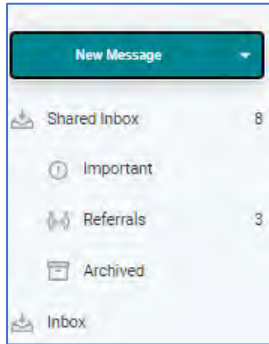 New Message
Shared Inbox 8
Important
Referrals 3
Archived
Inbox